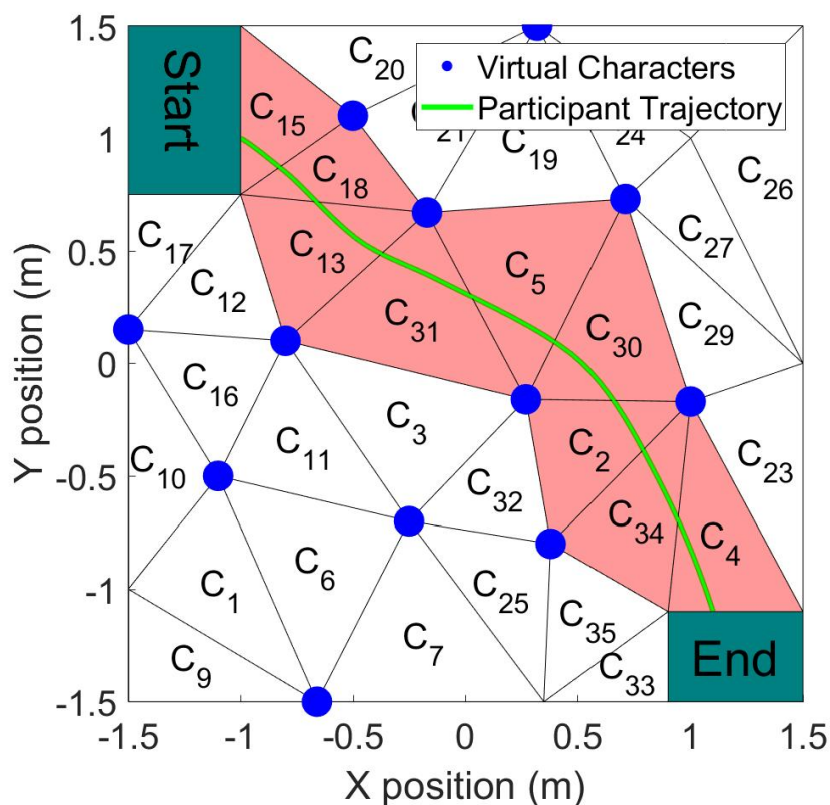 1.5
1
0.5
0
-0.5
-1
-1.5
-1.5
-1
-0.5
0
0.5
1
1.5
Y position (m)
X position (m)
Start
End
Virtual Characters
Participant Trajectory
C20
C15
21
C19
24
C18
C26
C17
C13
C5
C27
C12
C31
C30
C29
C16
C3
C10
C11
C2
C23
C32
C34
C4
C6
C1
C25
C35
C7
C9
C33